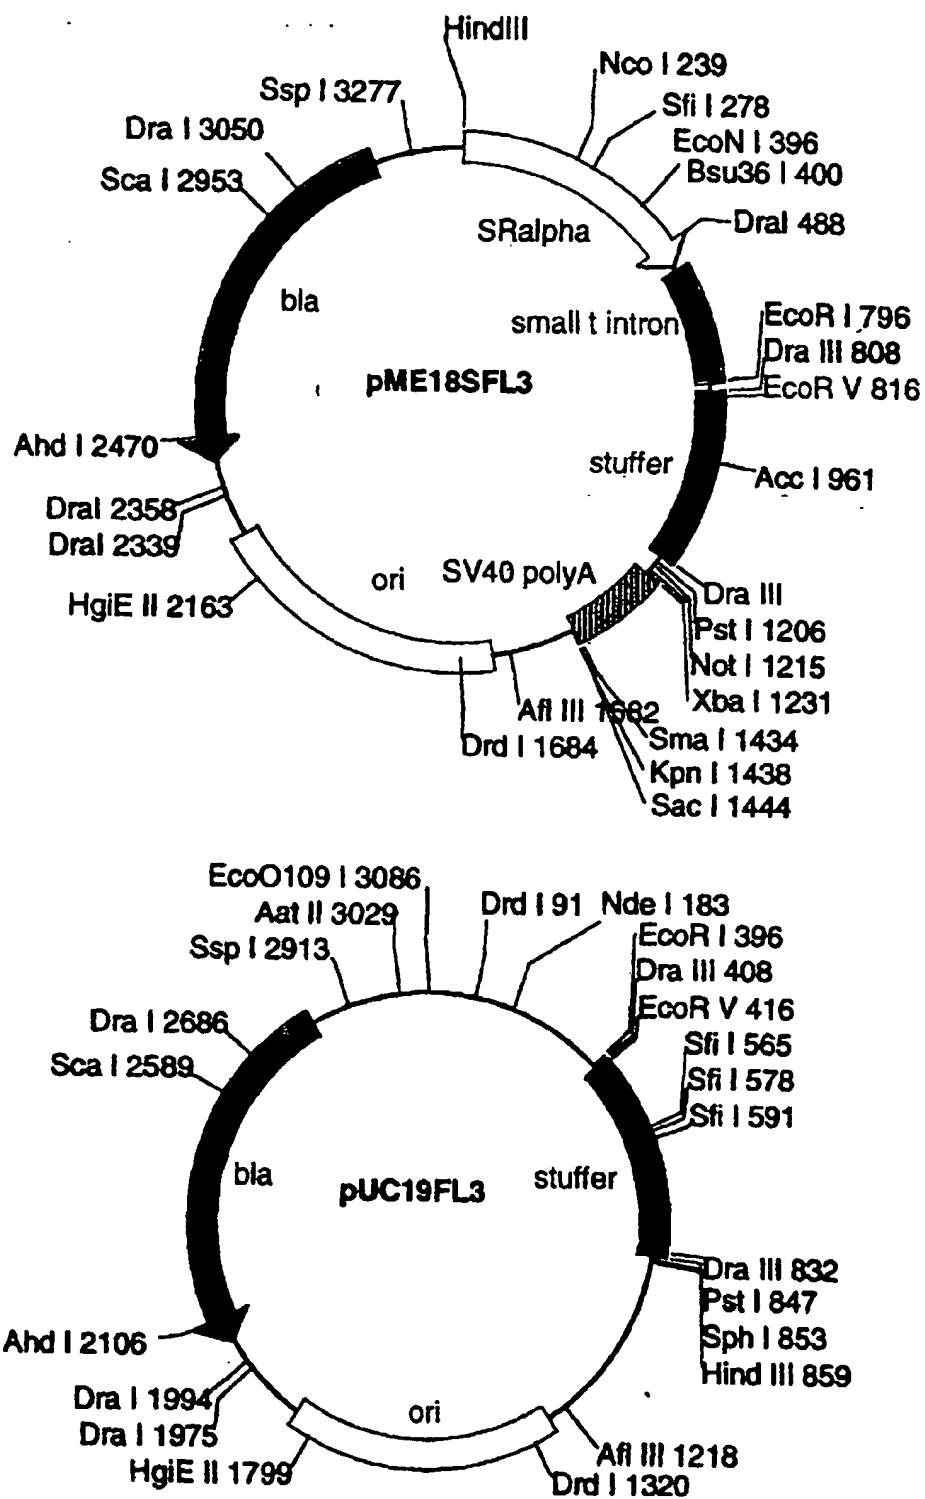 HindIII
Nco I 239
Ssp I 3277
Sfi I 278
Dra I 3050
EcoN I 396
Sca I 2953
Bsu36 I 400
DraI 488
SRalpha
bla
small t intron
EcoR I 796
Dra III 808
pME18SFL3
EcoR V 816
Ahd I 2470
stuffer
Acc I 961
DraI 2358
DraI 2339
ori
SV40 polyA
HgiE II 2163
Dra III
Pst I 1206
Not I 1215
Xba I 1231
Afl III 1682
Drd I 1684
Sma I 1434
Kpn I 1438
Sac I 1444
EcoO109 I 3086
Aat II 3029
Drd I 91
Nde I 183
Ssp I 2913
EcoR I 396
Dra III 408
EcoR V 416
Dra I 2686
Sfi I 565
Sca I 2589
Sfi I 578
Sfi I 591
bla
pUC19FL3
stuffer
Dra III 832
Pst I 847
Sph I 853
Ahd I 2106
Hind III 859
Dra I 1994
Dra I 1975
ori
HgiE II 1799
Afl III 1218
Drd I 1320